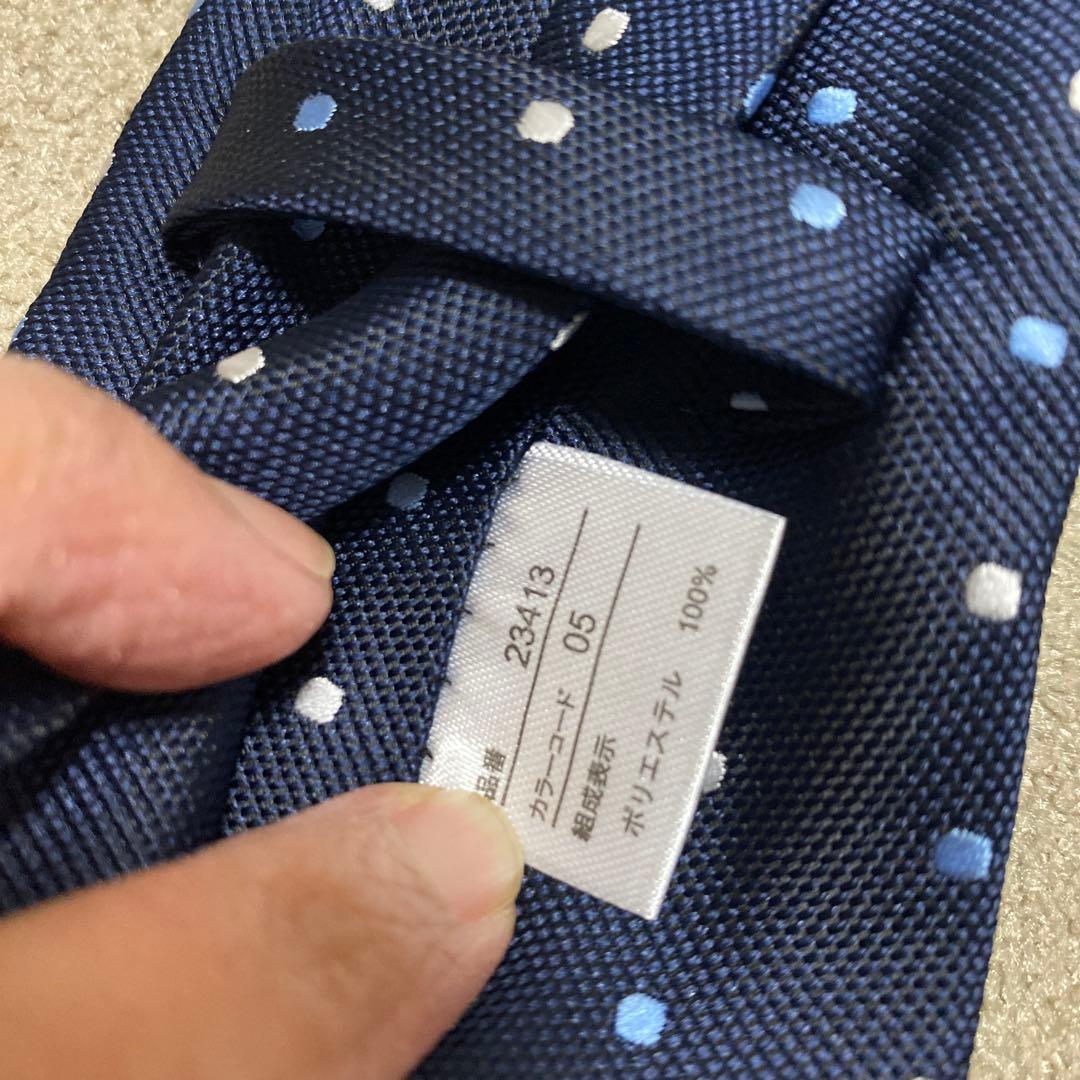 品番 23413
カラーコード 05
組成表示
ポリエステル 100%